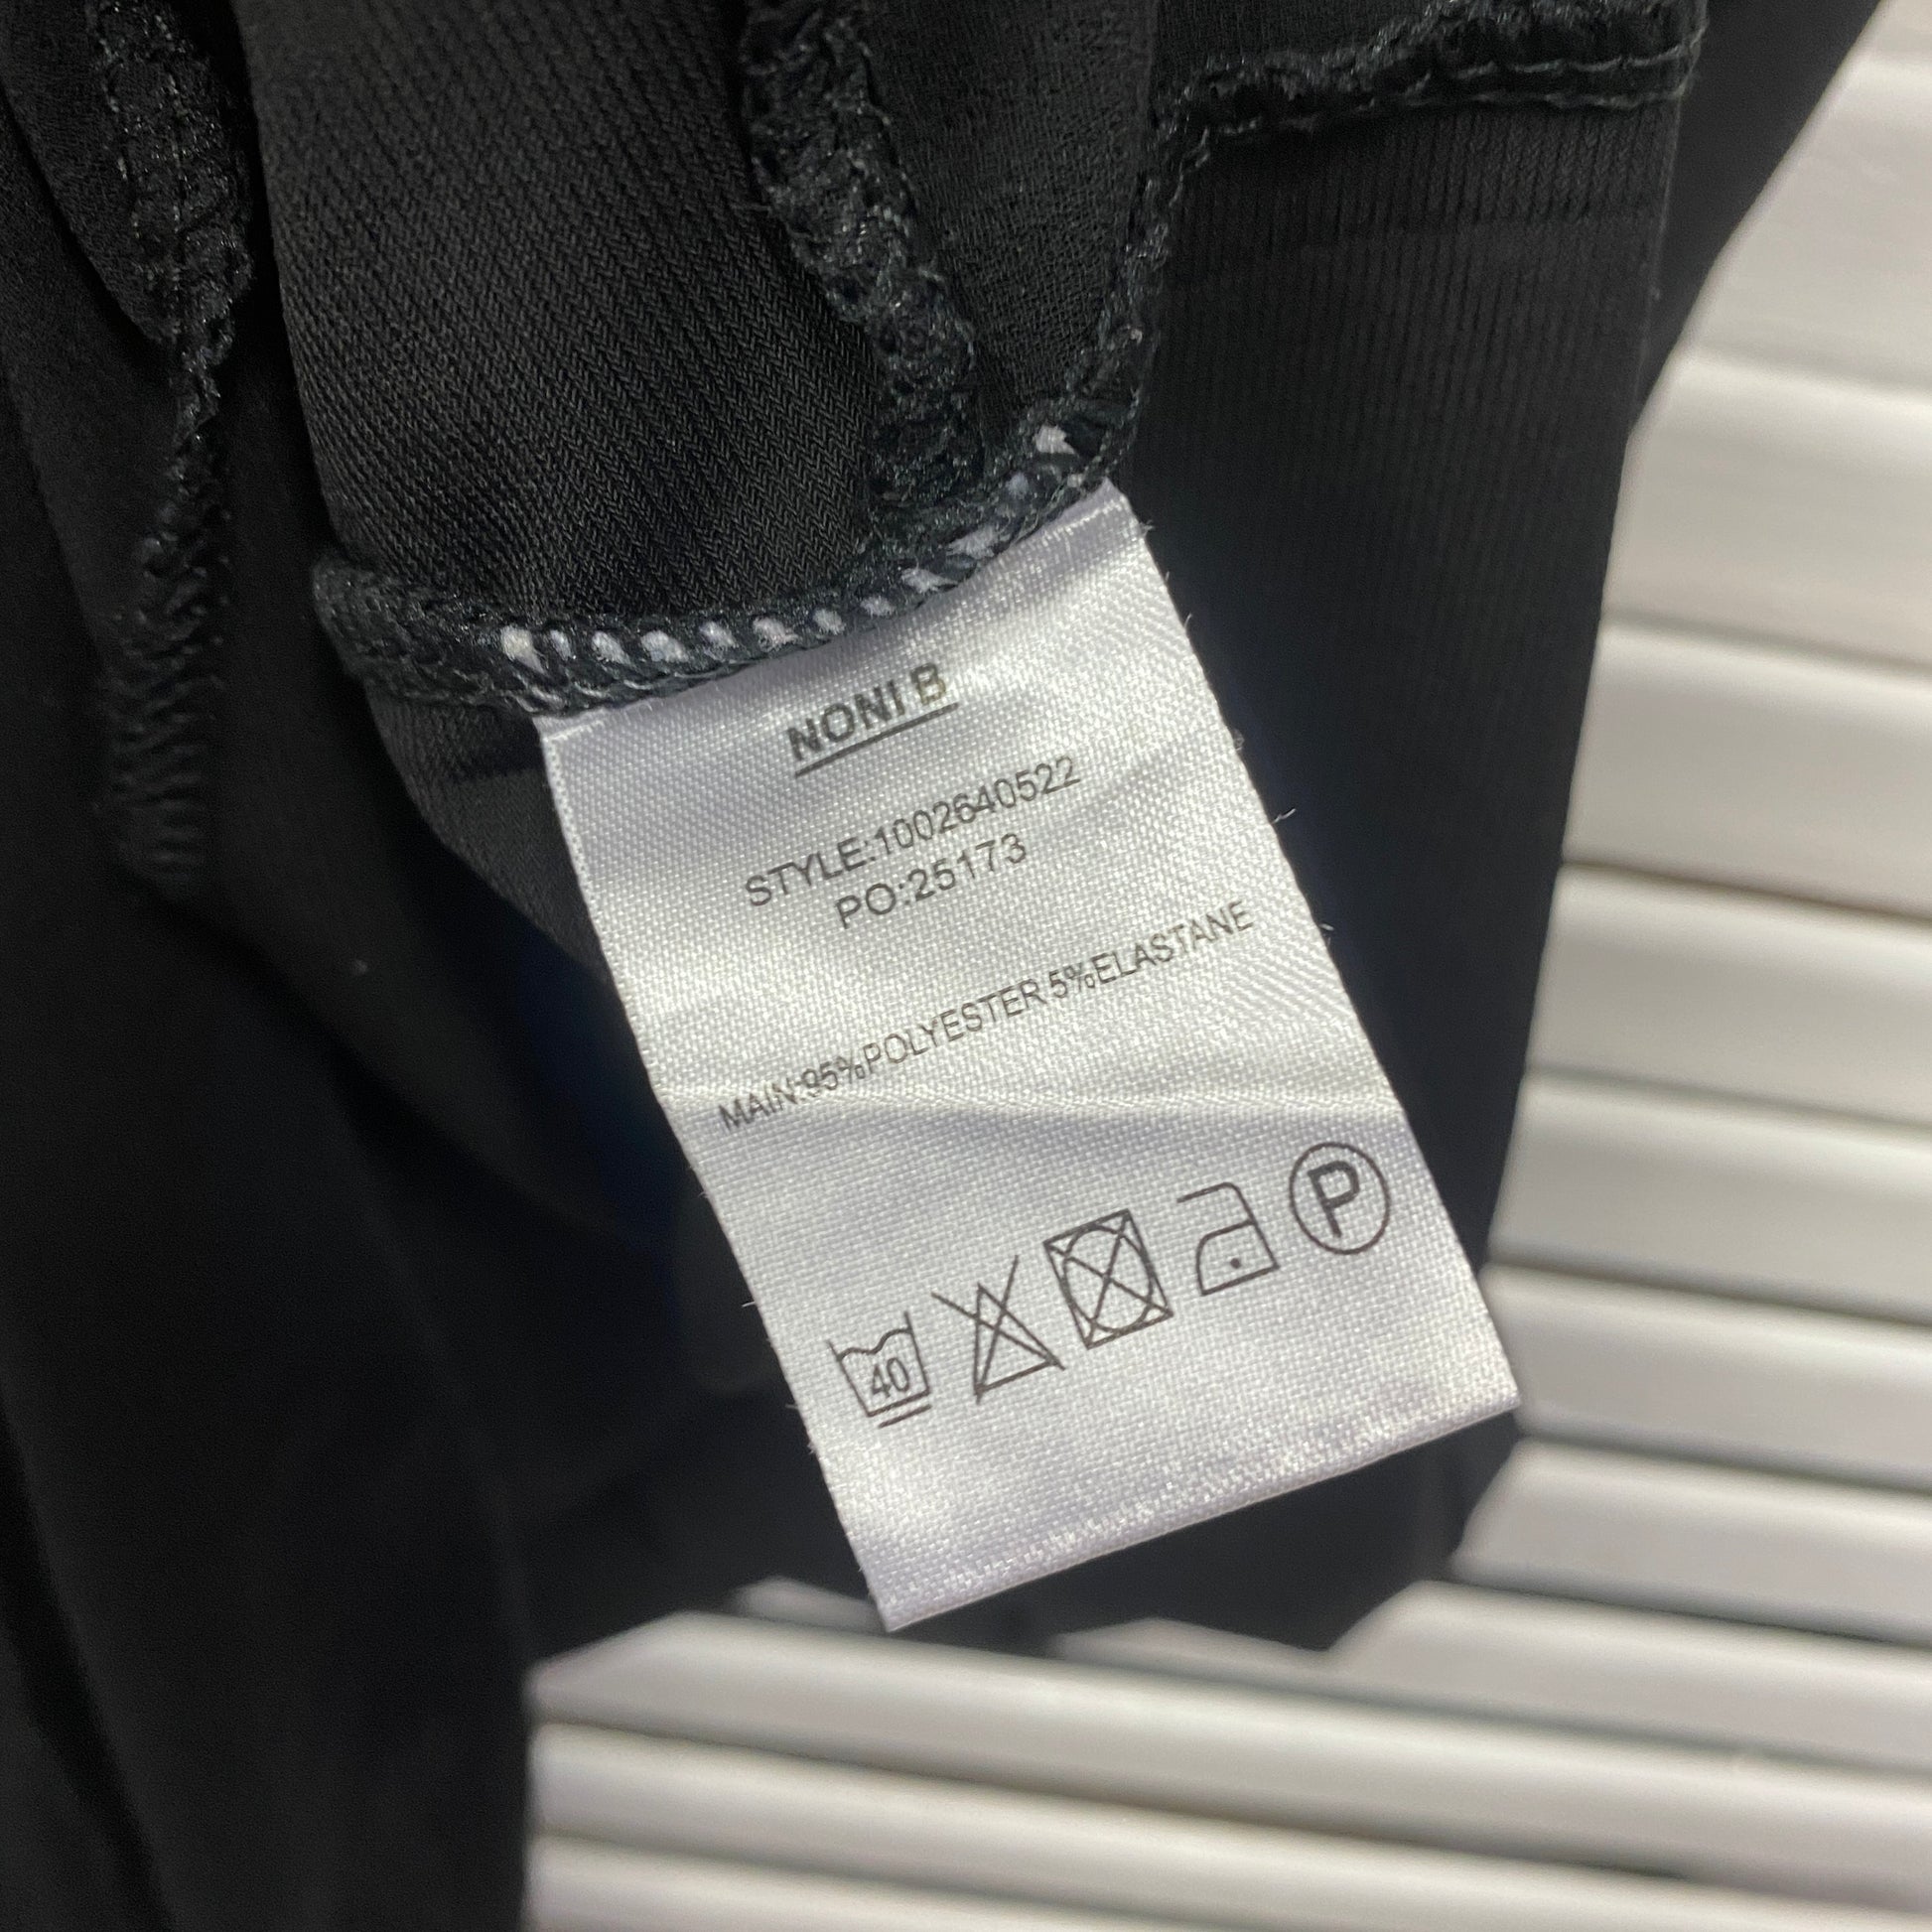 NONI B
STYLE:1002640522
PO:25173
MAIN:95%POLYESTER 5%ELASTANE
40
P